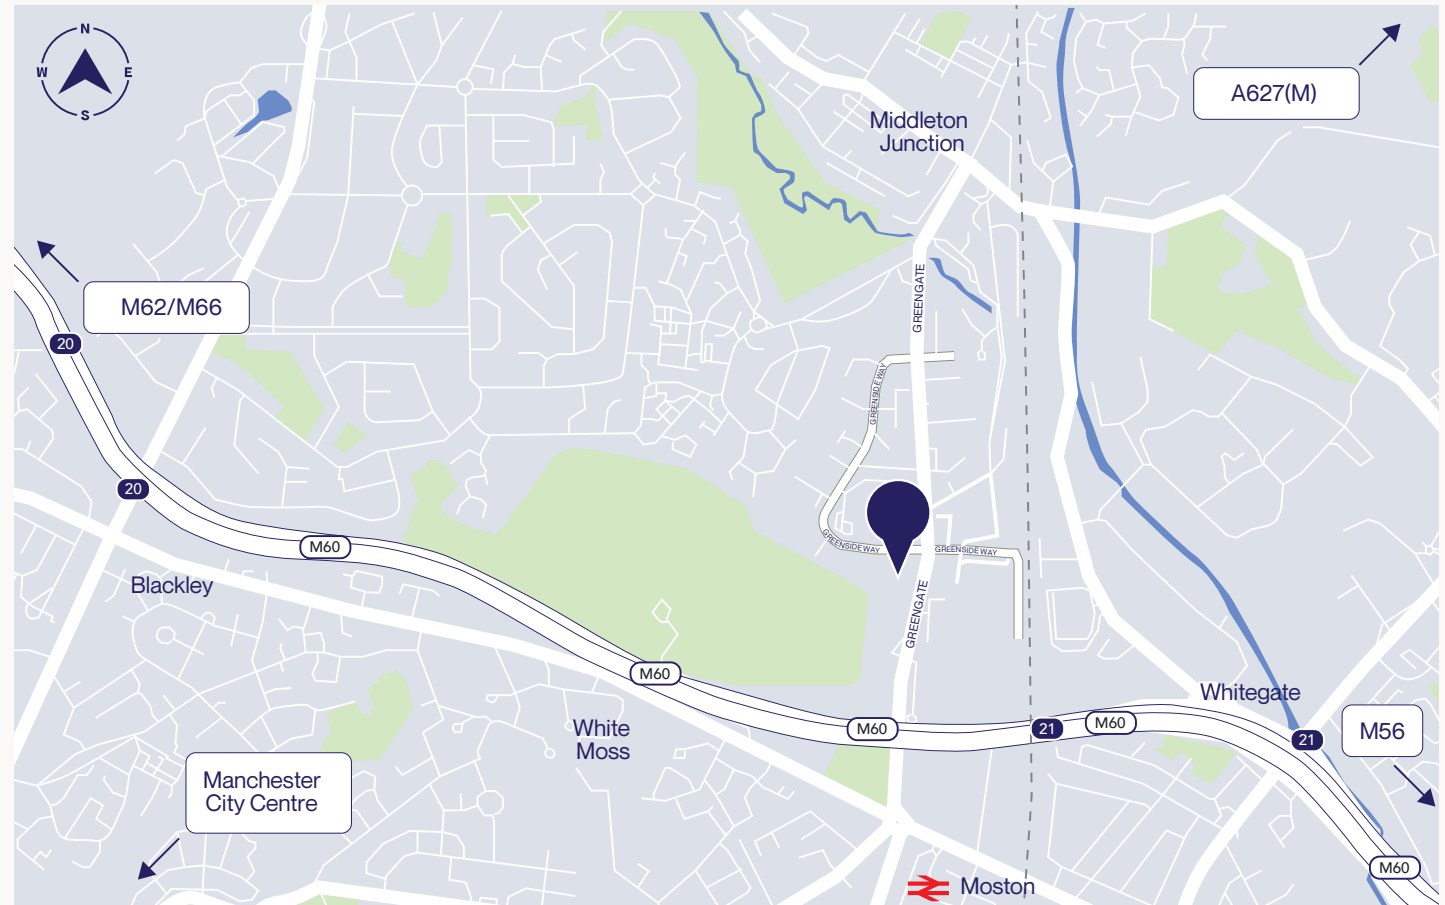 N
W
E
S
A627(M)
Middleton
Junction
M62/M66
20
GREENGATE
GREENSIDE WAY
20
M60
GREENSIDE WAY
GREENSIDE WAY
Blackley
GREENGATE
M60
Whitegate
White
Moss
M60
21
M60
21
M56
Manchester
City Centre
M60
Moston